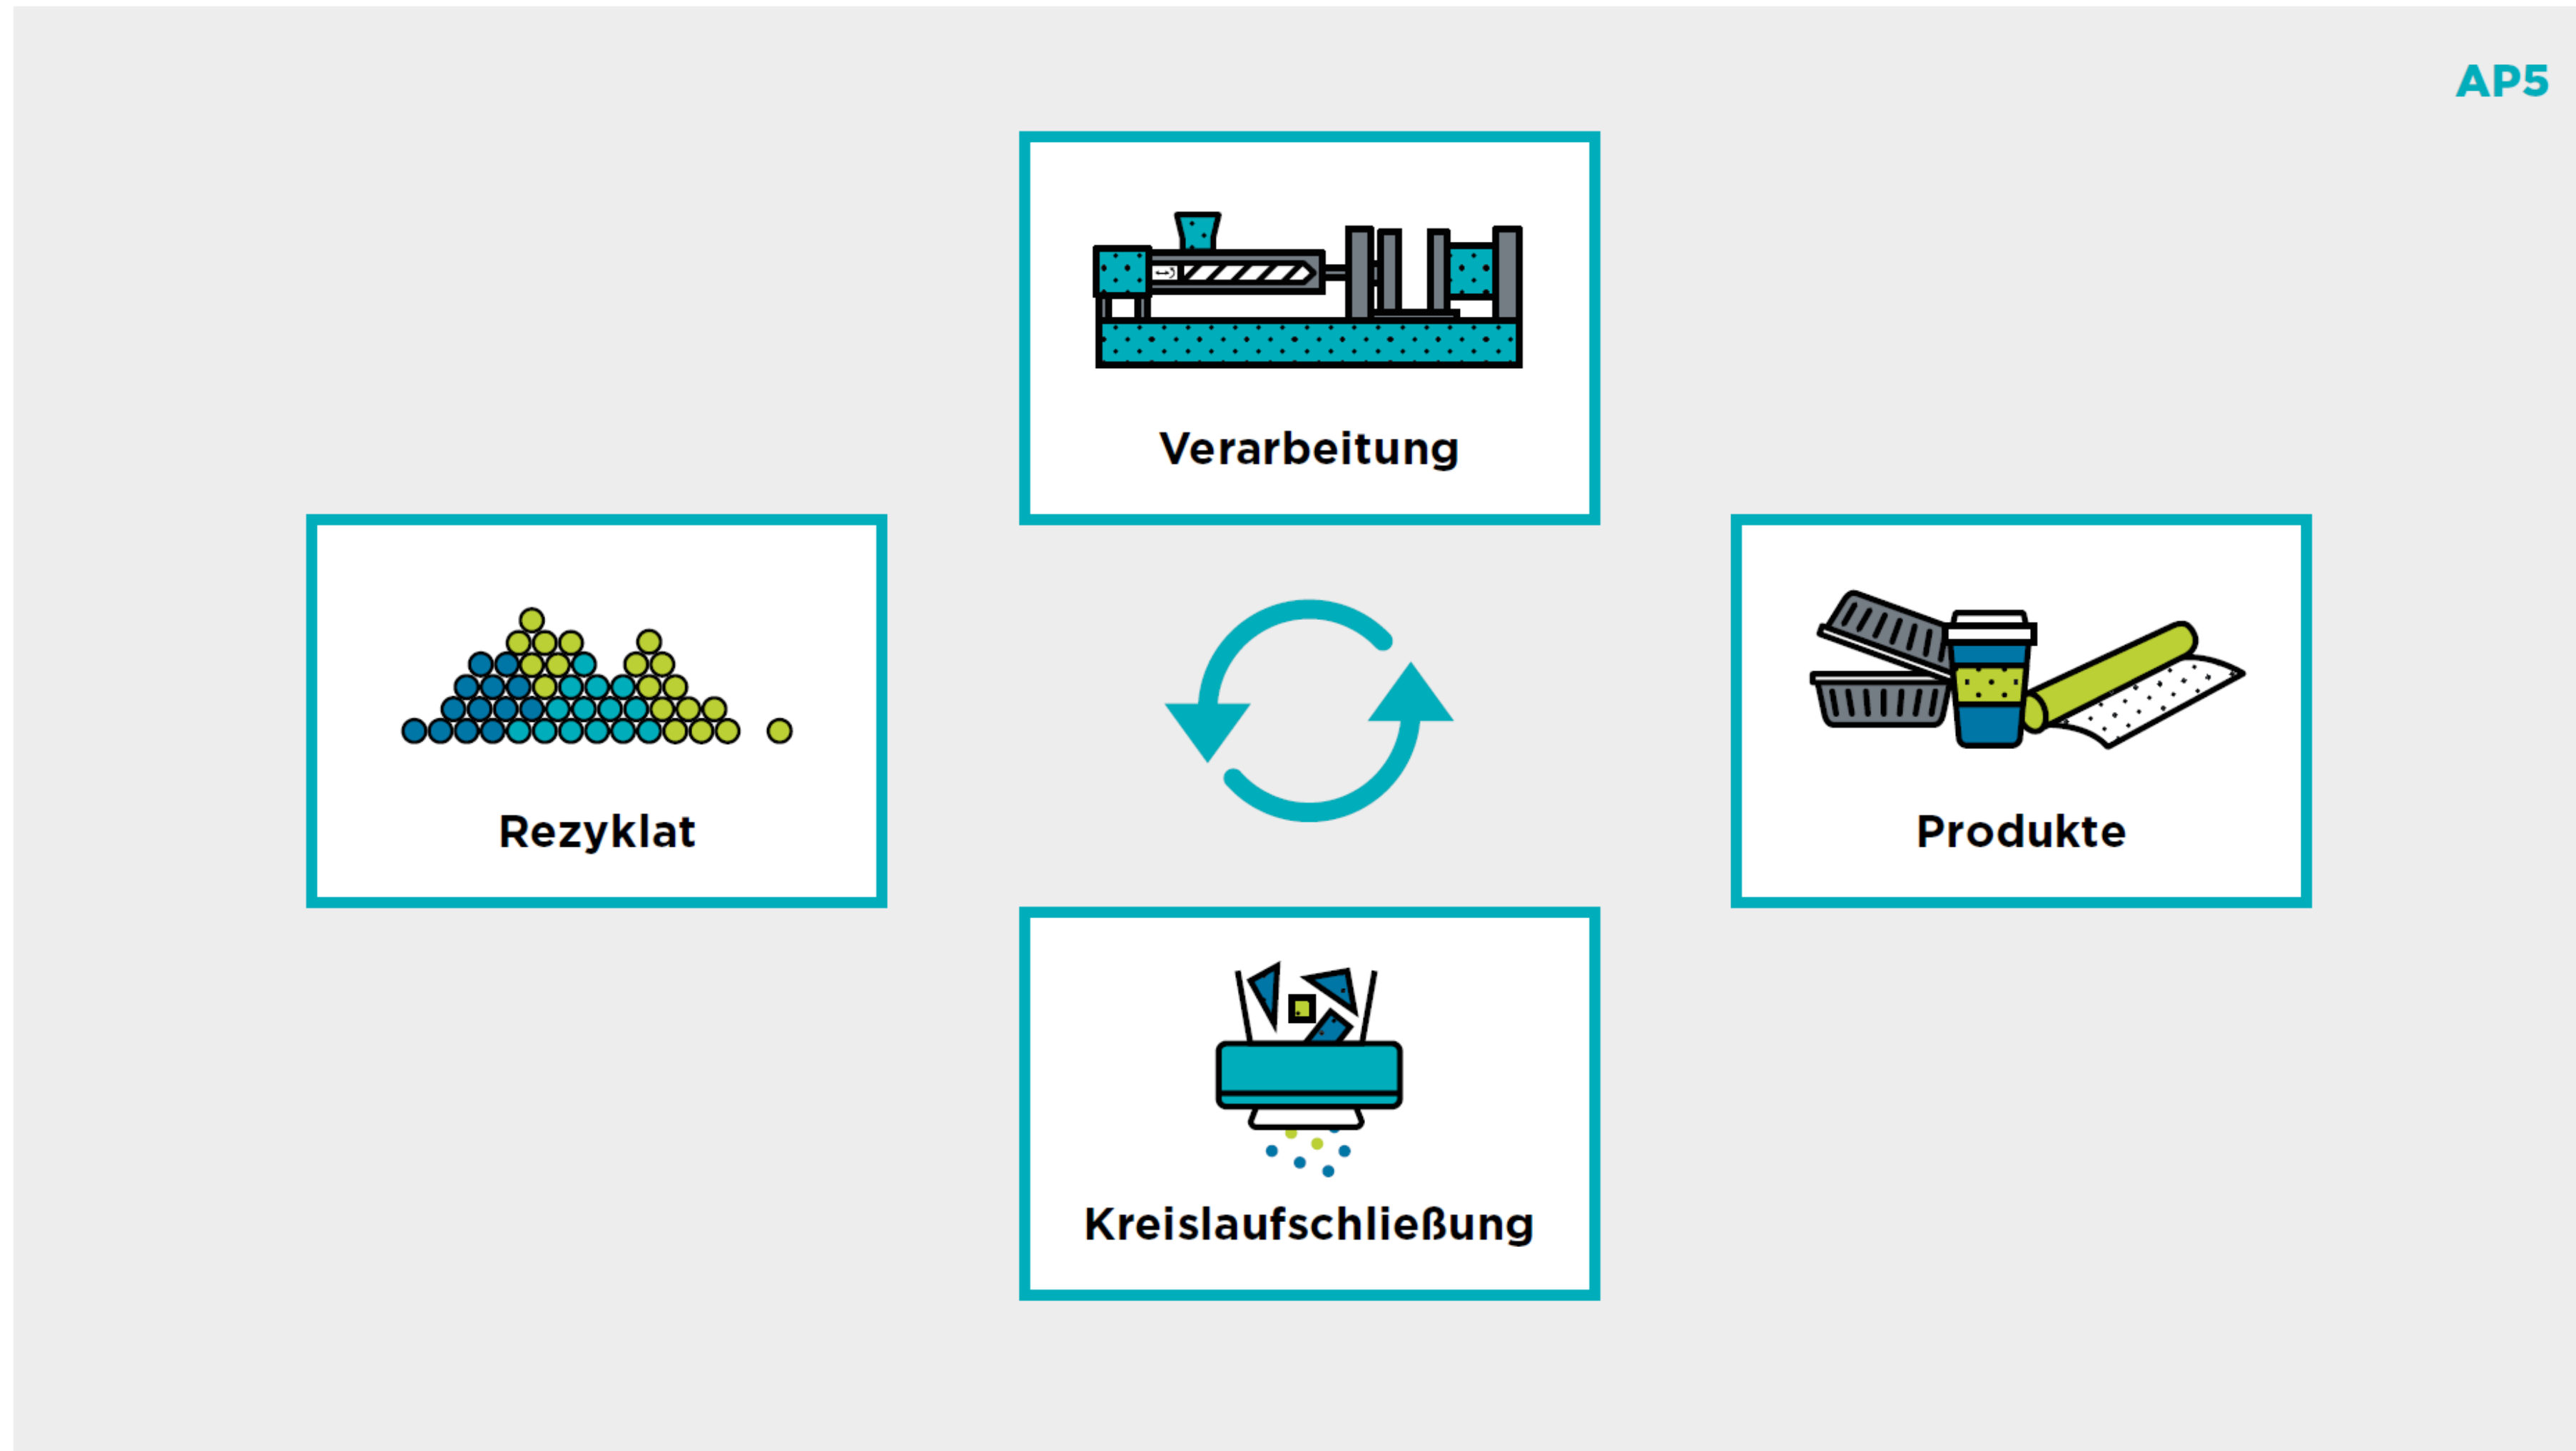 AP5
Verarbeitung
Rezyklat
Produkte
Kreislaufschließung